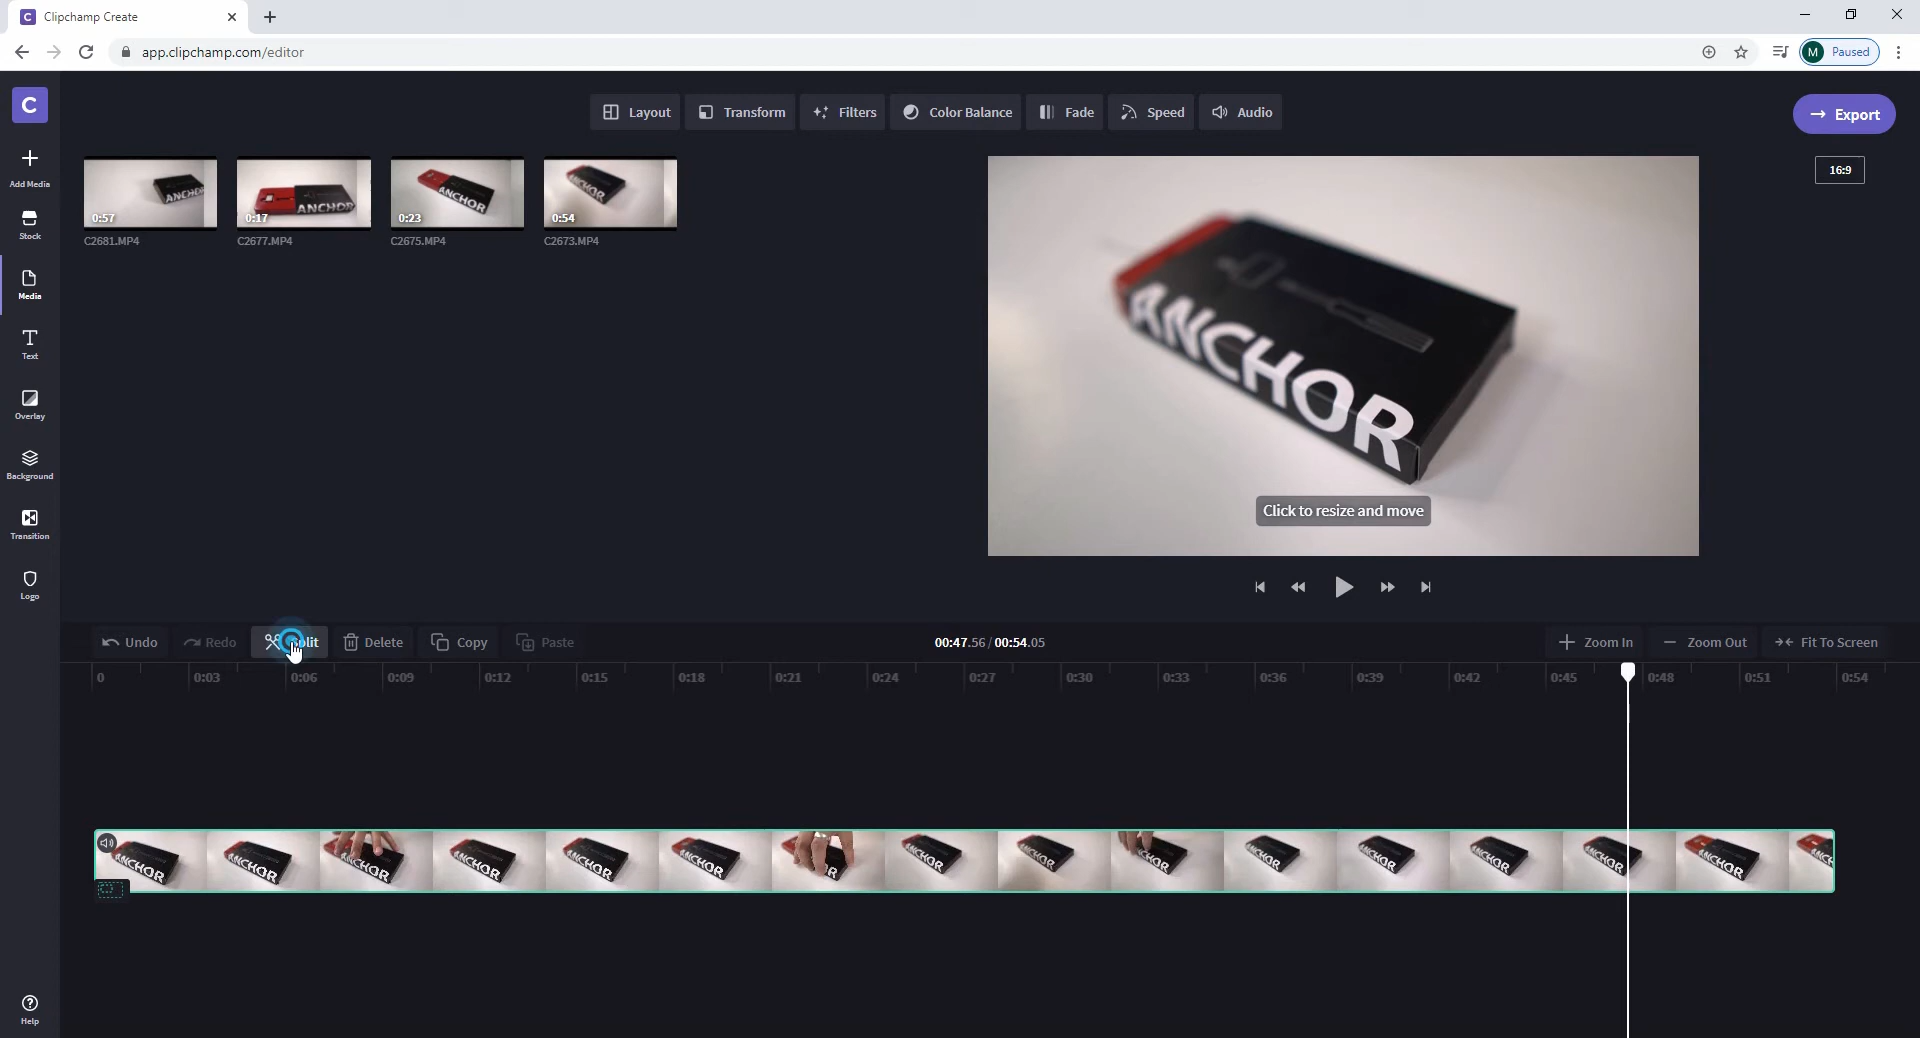 Clipchamp Create
app.clipchamp.com/editor
M Paused
C
Layout Transform Filters Color Balance Fade Speed Audio
Export
16:9
Add Media
Stock
Media
Text
Overlay
Background
Transition
Logo
Help
0:57 0:17 0:23 0:54
C2681.MP4 C2677.MP4 C2675.MP4 C2673.MP4
ANCHOR
Click to resize and move
Undo Redo Delete Copy Paste
00:47.56 / 00:54.05
Zoom In Zoom Out Fit To Screen
0 0:03 0:06 0:09 0:12 0:15 0:18 0:21 0:24 0:27 0:30 0:33 0:36 0:39 0:42 0:45 0:48 0:51 0:54